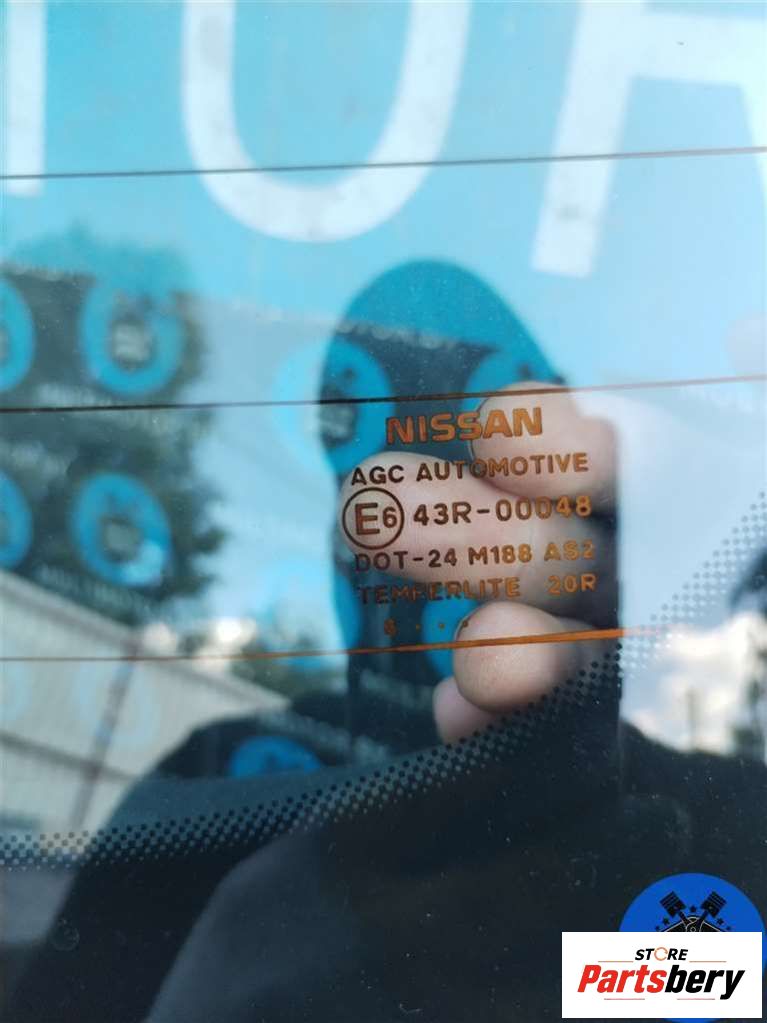 NISSAN
AGC AUTOMOTIVE
E6 43R-00048
DOT-24 M188 AS2
TEMPERLITE 20R
STORE
Partsbery